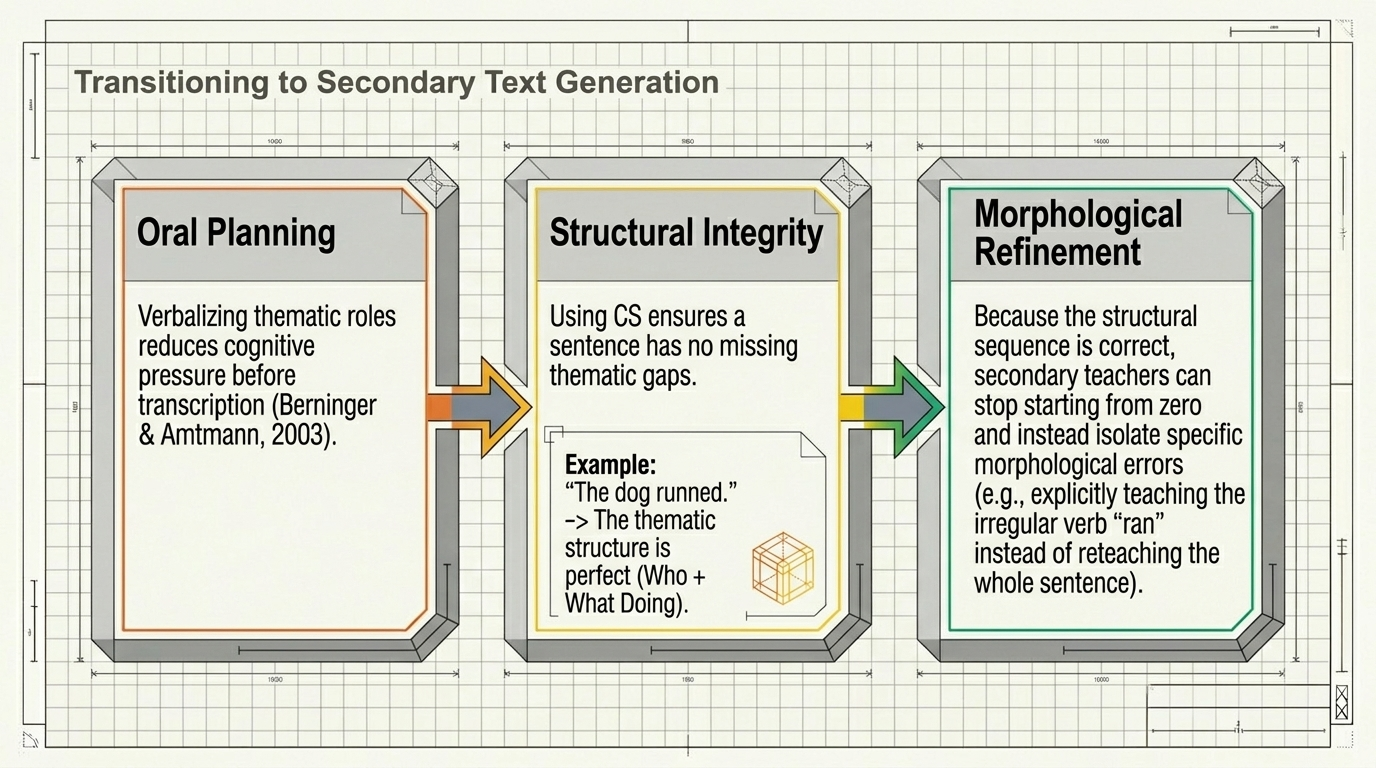 Transitioning to Secondary Text Generation
Oral Planning
Verbalizing thematic roles
reduces cognitive
pressure before
transcription (Berninger
& Amtmann, 2003).
Structural Integrity
Using CS ensures a
sentence has no missing
thematic gaps.
Example:
“The dog runned.”
–> The thematic
structure is
perfect (Who +
What Doing).
Morphological
Refinement
Because the structural
sequence is correct,
secondary teachers can
stop starting from zero
and instead isolate specific
morphological errors
(e.g., explicitly teaching the
irregular verb “ran”
instead of reteaching the
whole sentence).